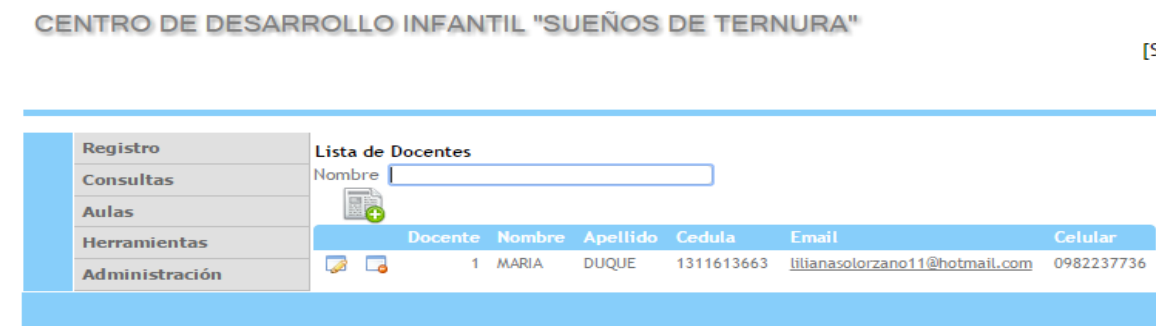 CENTRO DE DESARROLLO INFANTIL "SUEÑOS DE TERNURA"
[S
Registro
Consultas
Aulas
Herramientas
Administración
Lista de Docentes
Nombre
Docente Nombre Apellido Cedula Email Celular
1 MARIA DUQUE 1311613663 lilianasolorzano11@hotmail.com 0982237736